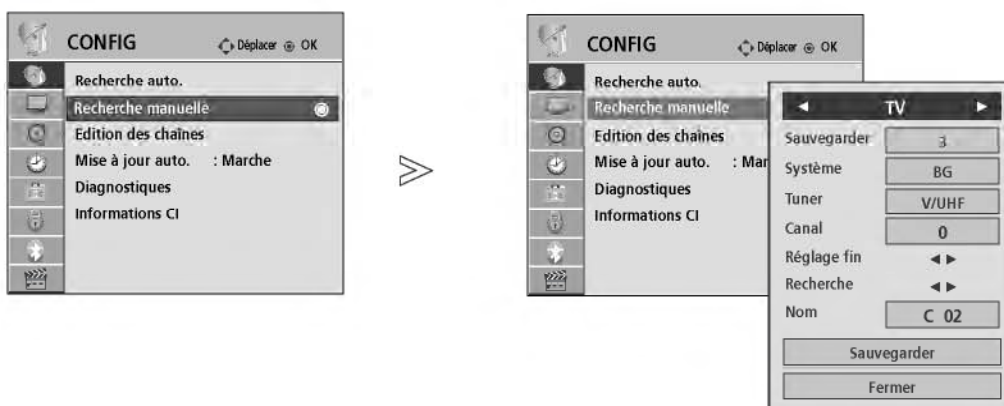 CONFIG
Déplacer OK
Recherche auto.
Recherche manuelle
Edition des chaînes
Mise à jour auto. : Marche
Diagnostiques
Informations CI
CONFIG
Déplacer OK
Recherche auto.
Recherche manuelle
Edition des chaînes
Mise à jour auto. : Mar
Diagnostiques
Informations CI
◄ TV ►
Sauvegarder 3
Système BG
Tuner V/UHF
Canal 0
Réglage fin ◄ ►
Recherche ◄ ►
Nom C 02
Sauvegarder
Fermer